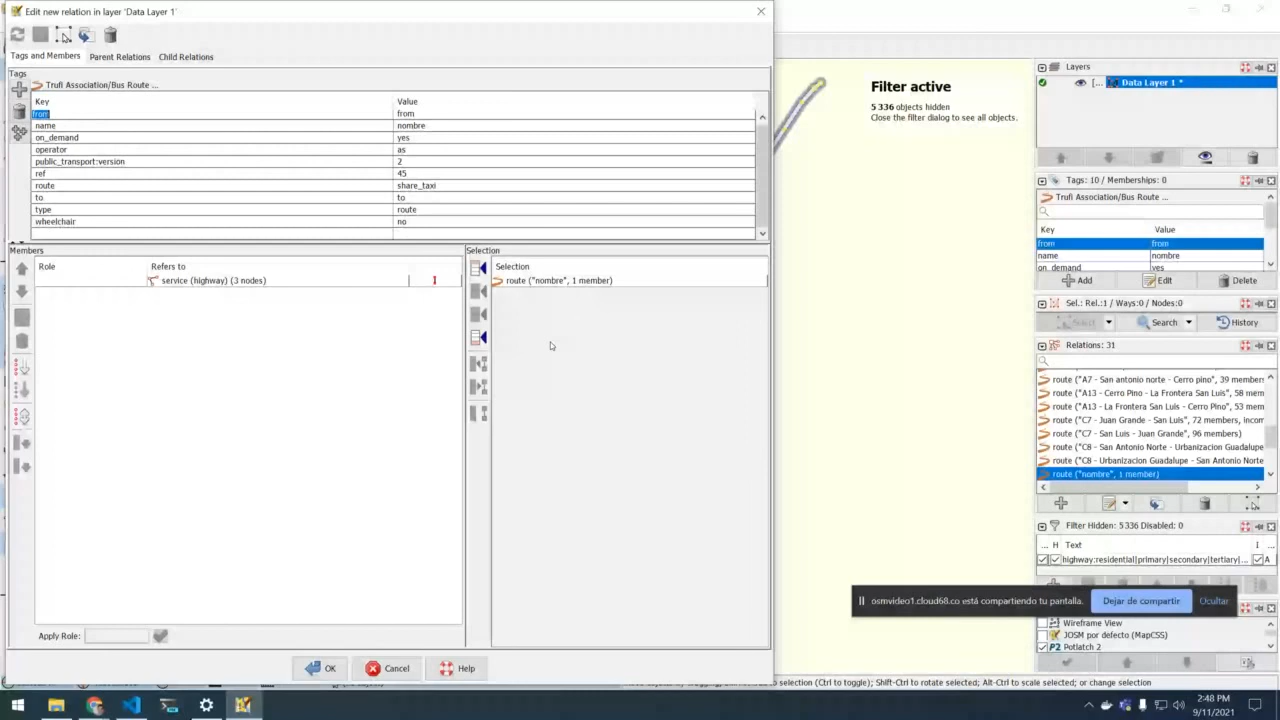 Edit new relation in layer 'Data Layer 1'
Tags and Members
Parent Relations
Child Relations
Tags
Trufi Association/Bus Route ...
Key Value
from from
name nombre
on_demand yes
operator as
public_transport:version 2
ref 45
route share_taxi
to to
type route
wheelchair no
Members
Role Refers to
service (highway) (3 nodes)
Selection
Selection
route ("nombre", 1 member)
Apply Role:
OK
Cancel
Help
Filter active
5 336 objects hidden
Close the filter dialog to see all objects.
Layers
[... Data Layer 1 *
Tags: 10 / Memberships: 0
Trufi Association/Bus Route ...
Key Value
from from
name nombre
on_demand yes
Add Edit Delete
Sel.: Rel.:1 / Ways:0 / Nodes:0
Select Search History
Relations: 31
route ("A7 - San antonio norte - Cerro pino", 39 members
route ("A13 - Cerro Pino - La Frontera San Luis", 58 mem
route ("A13 - La Frontera San Luis - Cerro Pino", 53 mem
route ("C7 - Juan Grande - San Luis", 72 members, incom
route ("C7 - San Luis - Juan Grande", 96 members)
route ("C8 - San Antonio Norte - Urbanizacion Guadalupe
route ("C8 - Urbanizacion Guadalupe - San Antonio Norte
route ("nombre", 1 member)
Filter Hidden: 5 336 Disabled: 0
... H Text I ...
highway:residential|primary|secondary|tertiary|... A
osmvideo1.cloud68.co está compartiendo tu pantalla.
Dejar de compartir
Ocultar
Wireframe View
JOSM por defecto (MapCSS)
P2 Potlatch 2
to selection (Ctrl to toggle); Shift-Ctrl to rotate selected; Alt-Ctrl to scale selected; or change selection
2:48 PM
9/11/2021